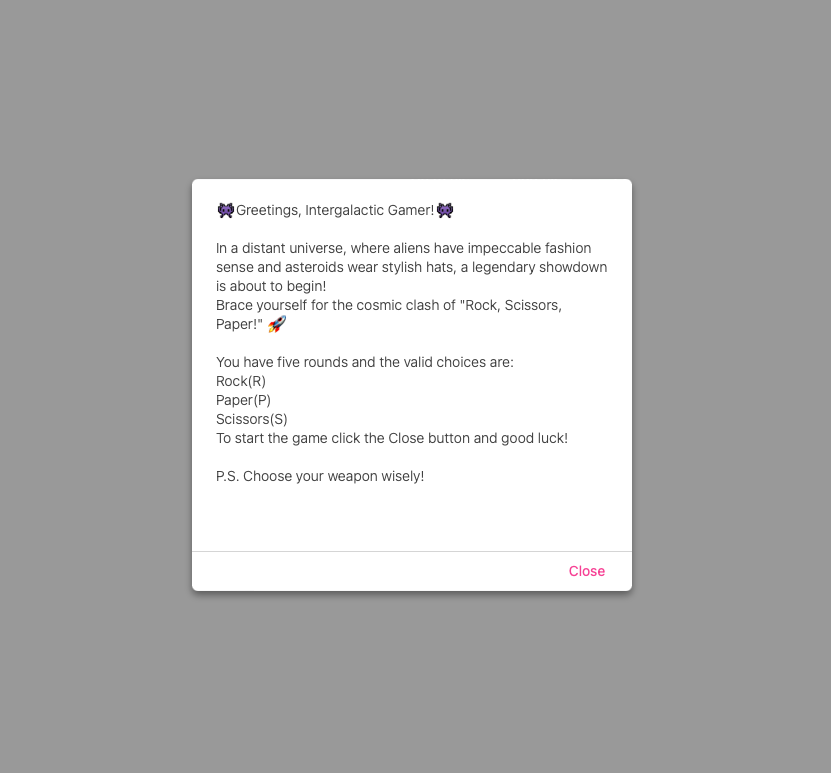 👾Greetings, Intergalactic Gamer!👾
In a distant universe, where aliens have impeccable fashion
sense and asteroids wear stylish hats, a legendary showdown
is about to begin!
Brace yourself for the cosmic clash of "Rock, Scissors,
Paper!" 🚀
You have five rounds and the valid choices are:
Rock(R)
Paper(P)
Scissors(S)
To start the game click the Close button and good luck!
P.S. Choose your weapon wisely!
Close